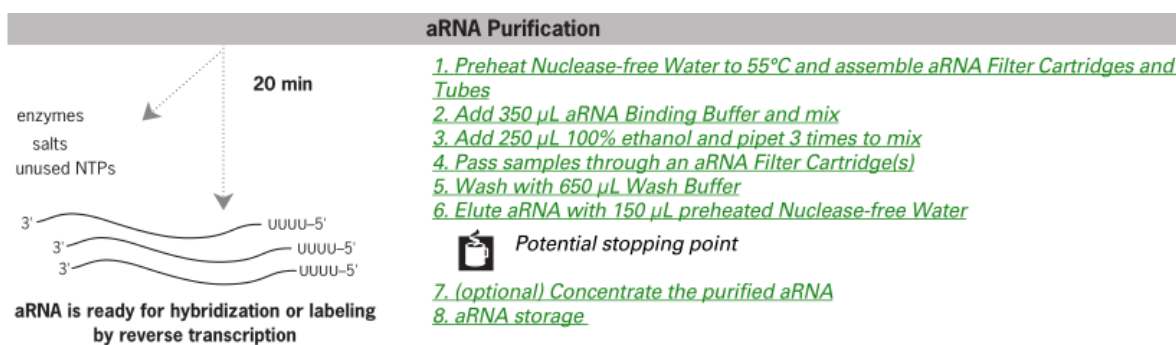 aRNA Purification
20 min
enzymes
salts
unused NTPs
3' UUUU–5'
3' UUUU–5'
3' UUUU–5'
aRNA is ready for hybridization or labeling
by reverse transcription
1. Preheat Nuclease-free Water to 55°C and assemble aRNA Filter Cartridges and
Tubes
2. Add 350 µL aRNA Binding Buffer and mix
3. Add 250 µL 100% ethanol and pipet 3 times to mix
4. Pass samples through an aRNA Filter Cartridge(s)
5. Wash with 650 µL Wash Buffer
6. Elute aRNA with 150 µL preheated Nuclease-free Water
Potential stopping point
7. (optional) Concentrate the purified aRNA
8. aRNA storage